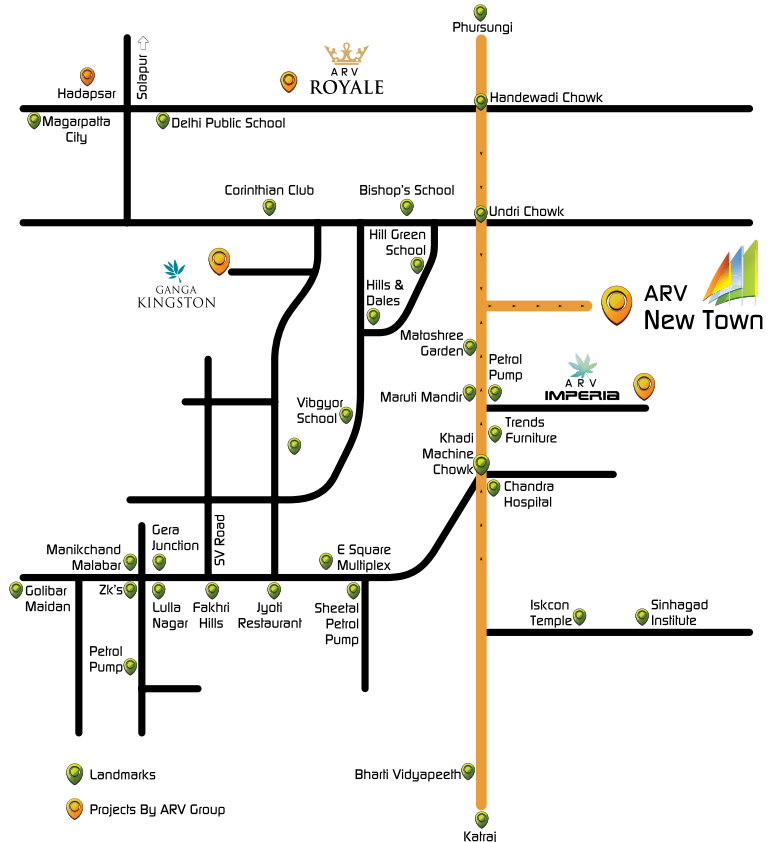 Phursungi
Solapur
ARV
ROYALE
Hadapsar
Handewadi Chowk
Magarpatta
City
Delhi Public School
Corinthian Club
Bishop's School
Undri Chowk
Hill Green
School
GANGA
KINGSTON
Hills &
Dales
ARV
New Town
Matoshree
Garden
Petrol
Pump
ARV
IMPERIA
Maruti Mandir
Vibgyor
School
Trends
Furniture
Khadi
Machine
Chowk
Chandra
Hospital
SV Road
Gera
Junction
Manikchand
Malabar
E Square
Multiplex
Golibar
Maidan
Zk's
Lulla
Nagar
Fakhri
Hills
Jyoti
Restaurant
Sheetal
Petrol
Pump
Iskcon
Temple
Sinhagad
Institute
Petrol
Pump
Landmarks
Bharti Vidyapeeth
Projects By ARV Group
Katraj